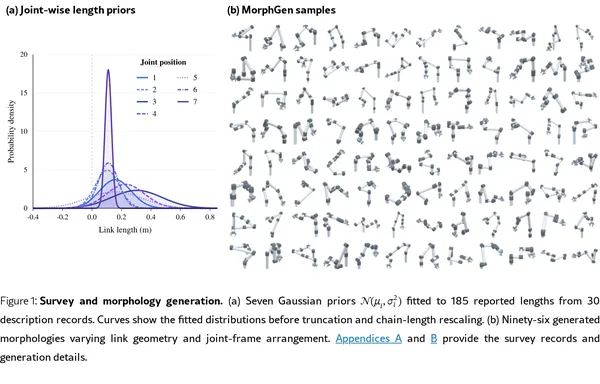 (a) Joint-wise length priors
(b) MorphGen samples
20
15
10
5
0
Probability density
Joint position
1
2
3
4
5
6
7
-0.4
-0.2
0.0
0.2
0.4
0.6
0.8
Link length (m)
Figure 1: Survey and morphology generation. (a) Seven Gaussian priors 𝒩(μⱼ, σⱼ²) fitted to 185 reported lengths from 30
description records. Curves show the fitted distributions before truncation and chain-length rescaling. (b) Ninety-six generated
morphologies varying link geometry and joint-frame arrangement. Appendices A and B provide the survey records and
generation details.